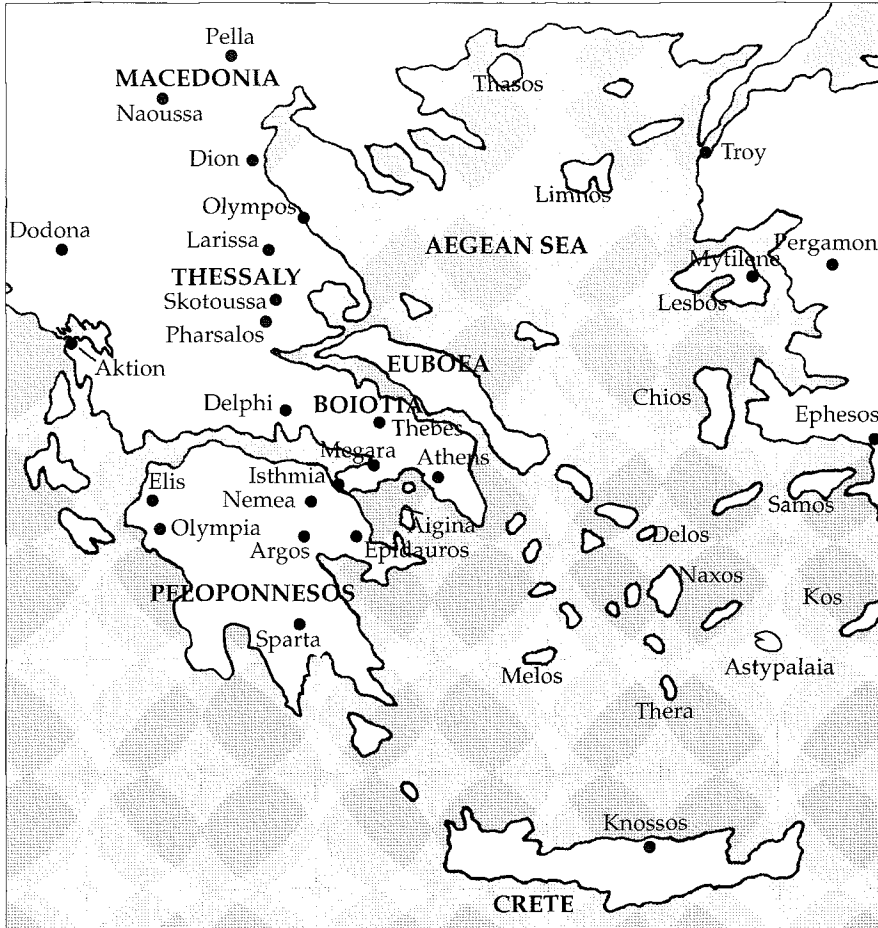 Pella
MACEDONIA
Thasos
Naoussa
Dion
Troy
Limnos
Olympos
Dodona
Larissa
AEGEAN SEA
Pergamon
Mytilene
THESSALY
Skotoussa
Lesbos
Pharsalos
Aktion
EUBOEA
Chios
Delphi
BOIOTIA
Ephesos
Thebes
Megara
Athens
Isthmia
Elis
Nemea
Samos
Olympia
Aigina
Delos
Argos
Epidauros
Naxos
PELOPONNESOS
Kos
Sparta
Melos
Astypalaia
Thera
Knossos
CRETE